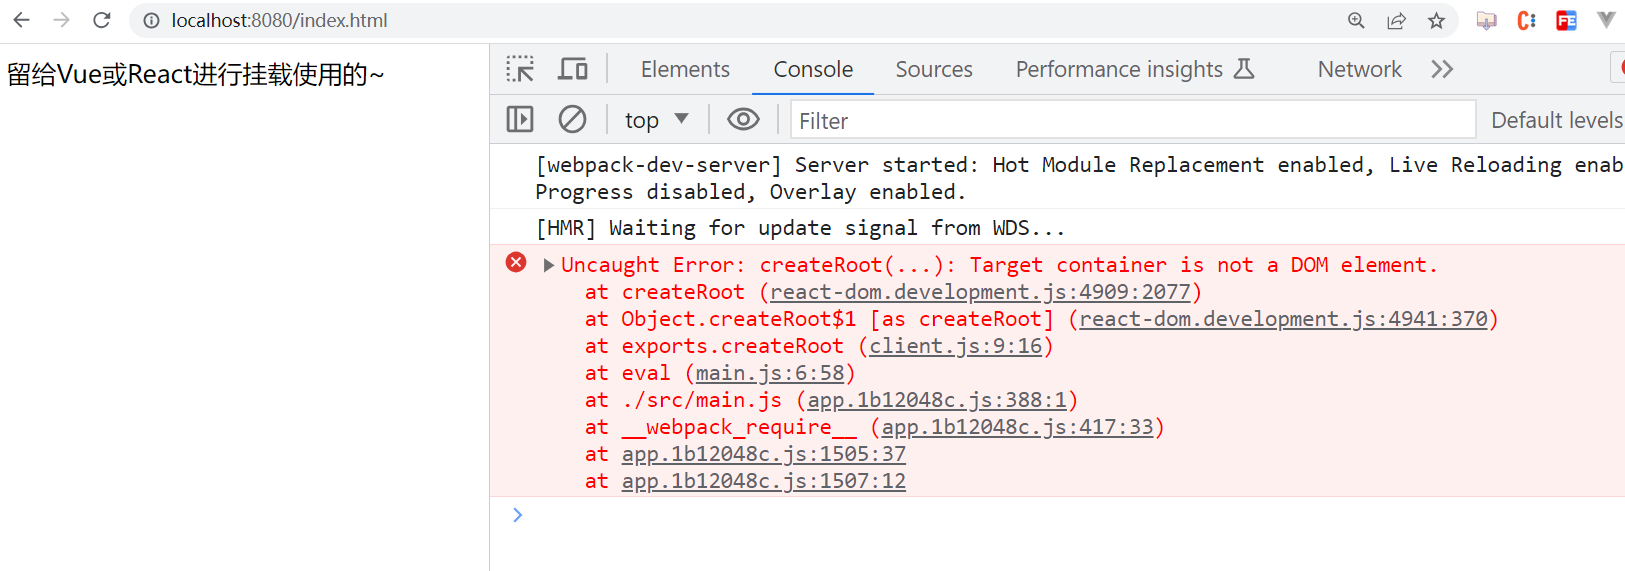 localhost:8080/index.html
留给Vue或React进行挂载使用的~
Elements Console Sources Performance insights Network
top Filter Default levels
[webpack-dev-server] Server started: Hot Module Replacement enabled, Live Reloading enab
Progress disabled, Overlay enabled.
[HMR] Waiting for update signal from WDS...
Uncaught Error: createRoot(...): Target container is not a DOM element.
at createRoot (react-dom.development.js:4909:2077)
at Object.createRoot$1 [as createRoot] (react-dom.development.js:4941:370)
at exports.createRoot (client.js:9:16)
at eval (main.js:6:58)
at ./src/main.js (app.1b12048c.js:388:1)
at __webpack_require__ (app.1b12048c.js:417:33)
at app.1b12048c.js:1505:37
at app.1b12048c.js:1507:12